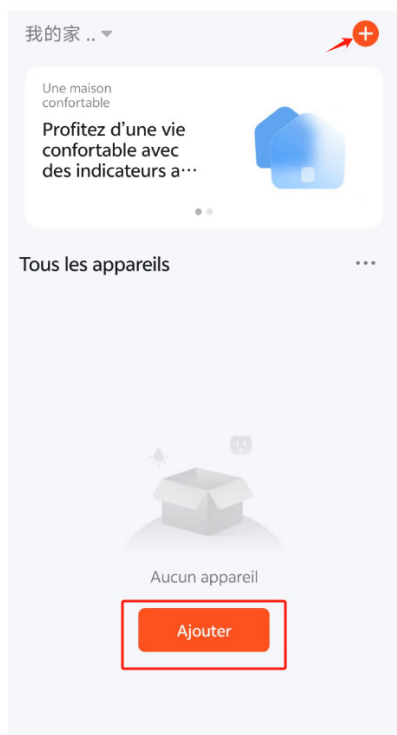 我的家 ..
Une maison
confortable
Profitez d'une vie
confortable avec
des indicateurs a…
Tous les appareils
Aucun appareil
Ajouter